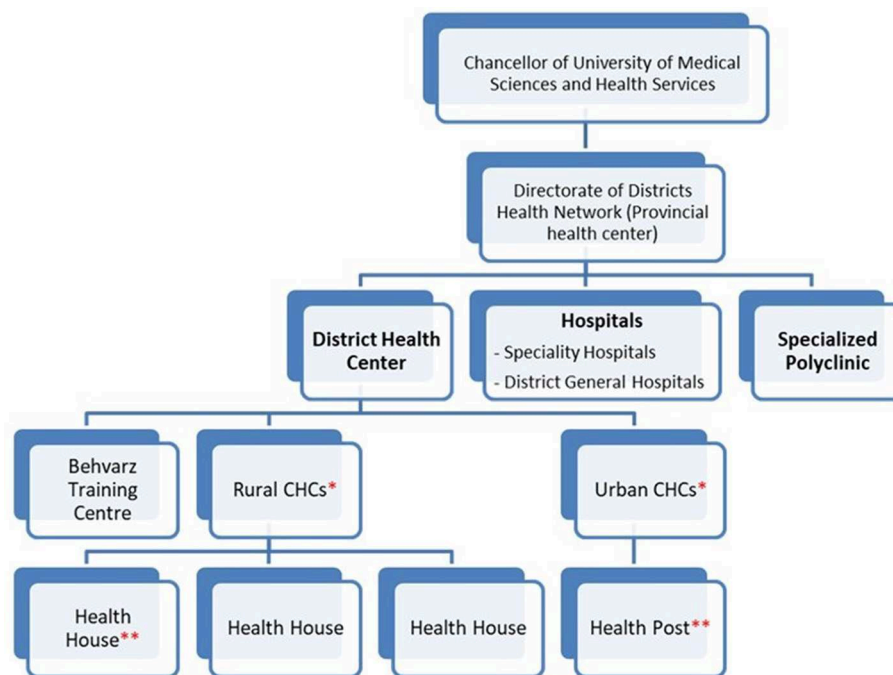 Chancellor of University of Medical
Sciences and Health Services
Directorate of Districts
Health Network (Provincial
health center)
District Health
Center
Hospitals
- Speciality Hospitals
- District General Hospitals
Specialized
Polyclinic
Behvarz
Training
Centre
Rural CHCs*
Urban CHCs*
Health
House**
Health House
Health House
Health Post**